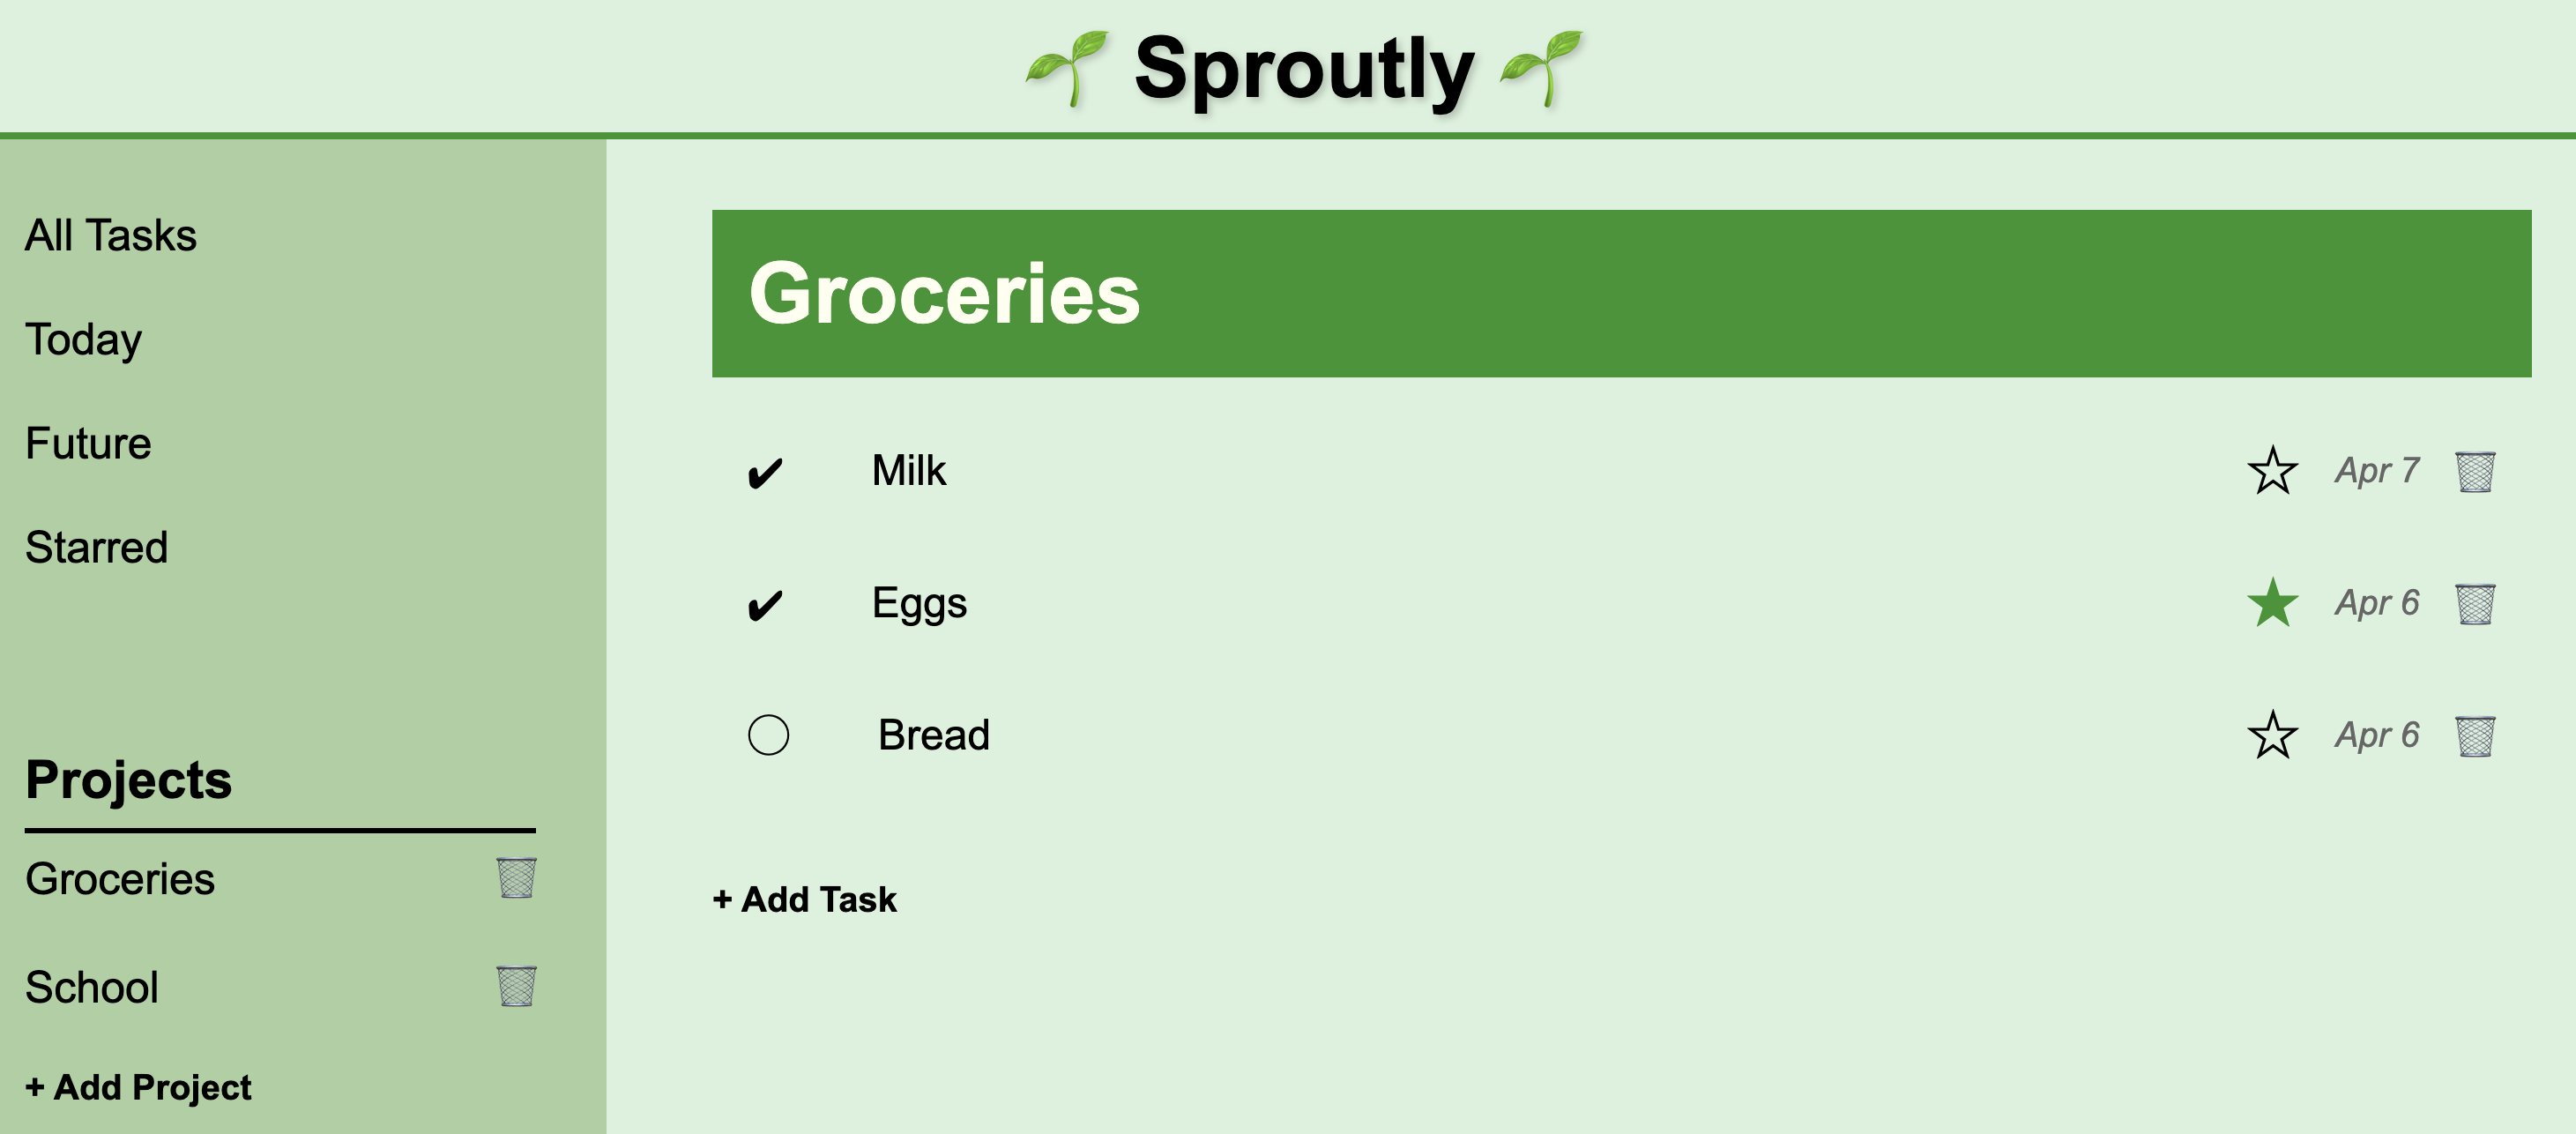 Sproutly
All Tasks
Today
Future
Starred
Projects
Groceries
School
+ Add Project
Groceries
Milk Apr 7
Eggs Apr 6
Bread Apr 6
+ Add Task